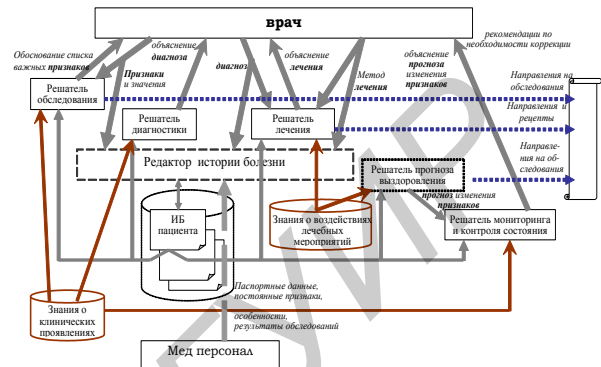 врач
Обоснование списка
важных признаков
объяснение
диагноза
Признаки
и значения
диагноз
объяснение
лечения
Метод
лечения
объяснение
прогноза
изменения
признаков
рекомендации по
необходимости коррекции
Решатель
обследования
Решатель
диагностики
Решатель
лечения
Направления на
обследования
Направления и
рецепты
Направле-
ния на об-
следования
Редактор истории болезни
Решатель прогноза
выздоровления
прогноз изменения
признаков
Решатель мониторинга
и контроля состояния
ИБ
пациента
Знания о воздействиях
лечебных
мероприятий
Знания о
клинических
проявлениях
Паспортные данные,
постоянные признаки,
особенности,
результаты обследований
Мед персонал
ГУИР